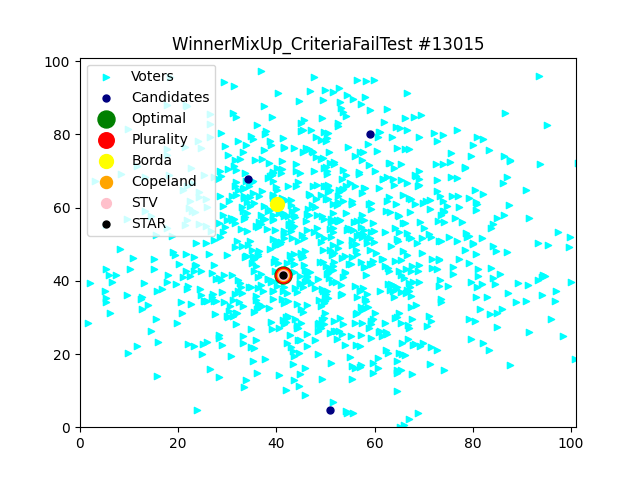 WinnerMixUp_CriteriaFailTest #13015
Voters
Candidates
Optimal
Plurality
Borda
Copeland
STV
STAR
100
80
60
40
20
0
0 20 40 60 80 100